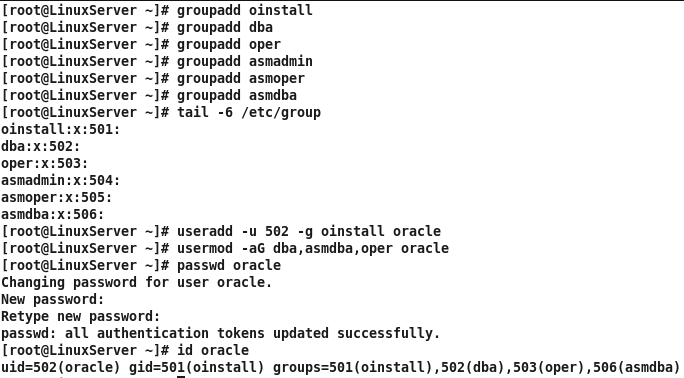 [root@LinuxServer ~]# groupadd oinstall
[root@LinuxServer ~]# groupadd dba
[root@LinuxServer ~]# groupadd oper
[root@LinuxServer ~]# groupadd asmadmin
[root@LinuxServer ~]# groupadd asmoper
[root@LinuxServer ~]# groupadd asmdba
[root@LinuxServer ~]# tail -6 /etc/group
oinstall:x:501:
dba:x:502:
oper:x:503:
asmadmin:x:504:
asmoper:x:505:
asmdba:x:506:
[root@LinuxServer ~]# useradd -u 502 -g oinstall oracle
[root@LinuxServer ~]# usermod -aG dba,asmdba,oper oracle
[root@LinuxServer ~]# passwd oracle
Changing password for user oracle.
New password:
Retype new password:
passwd: all authentication tokens updated successfully.
[root@LinuxServer ~]# id oracle
uid=502(oracle) gid=501(oinstall) groups=501(oinstall),502(dba),503(oper),506(asmdba)